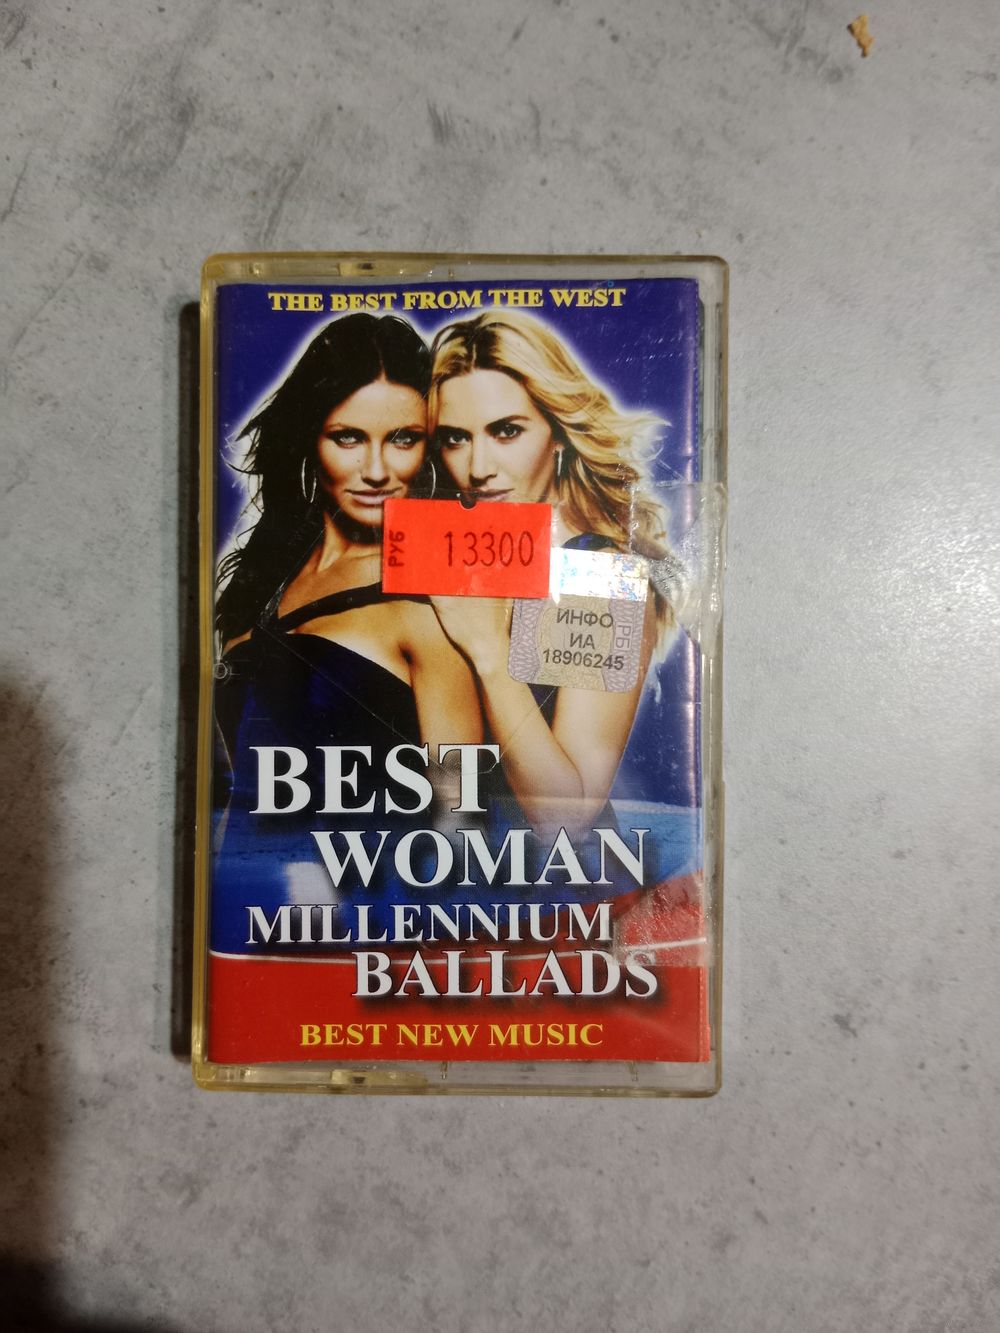 THE BEST FROM THE WEST
РУБ 13300
ИНФО
ИА
18906245
РБ
BEST
WOMAN
MILLENNIUM
BALLADS
BEST NEW MUSIC